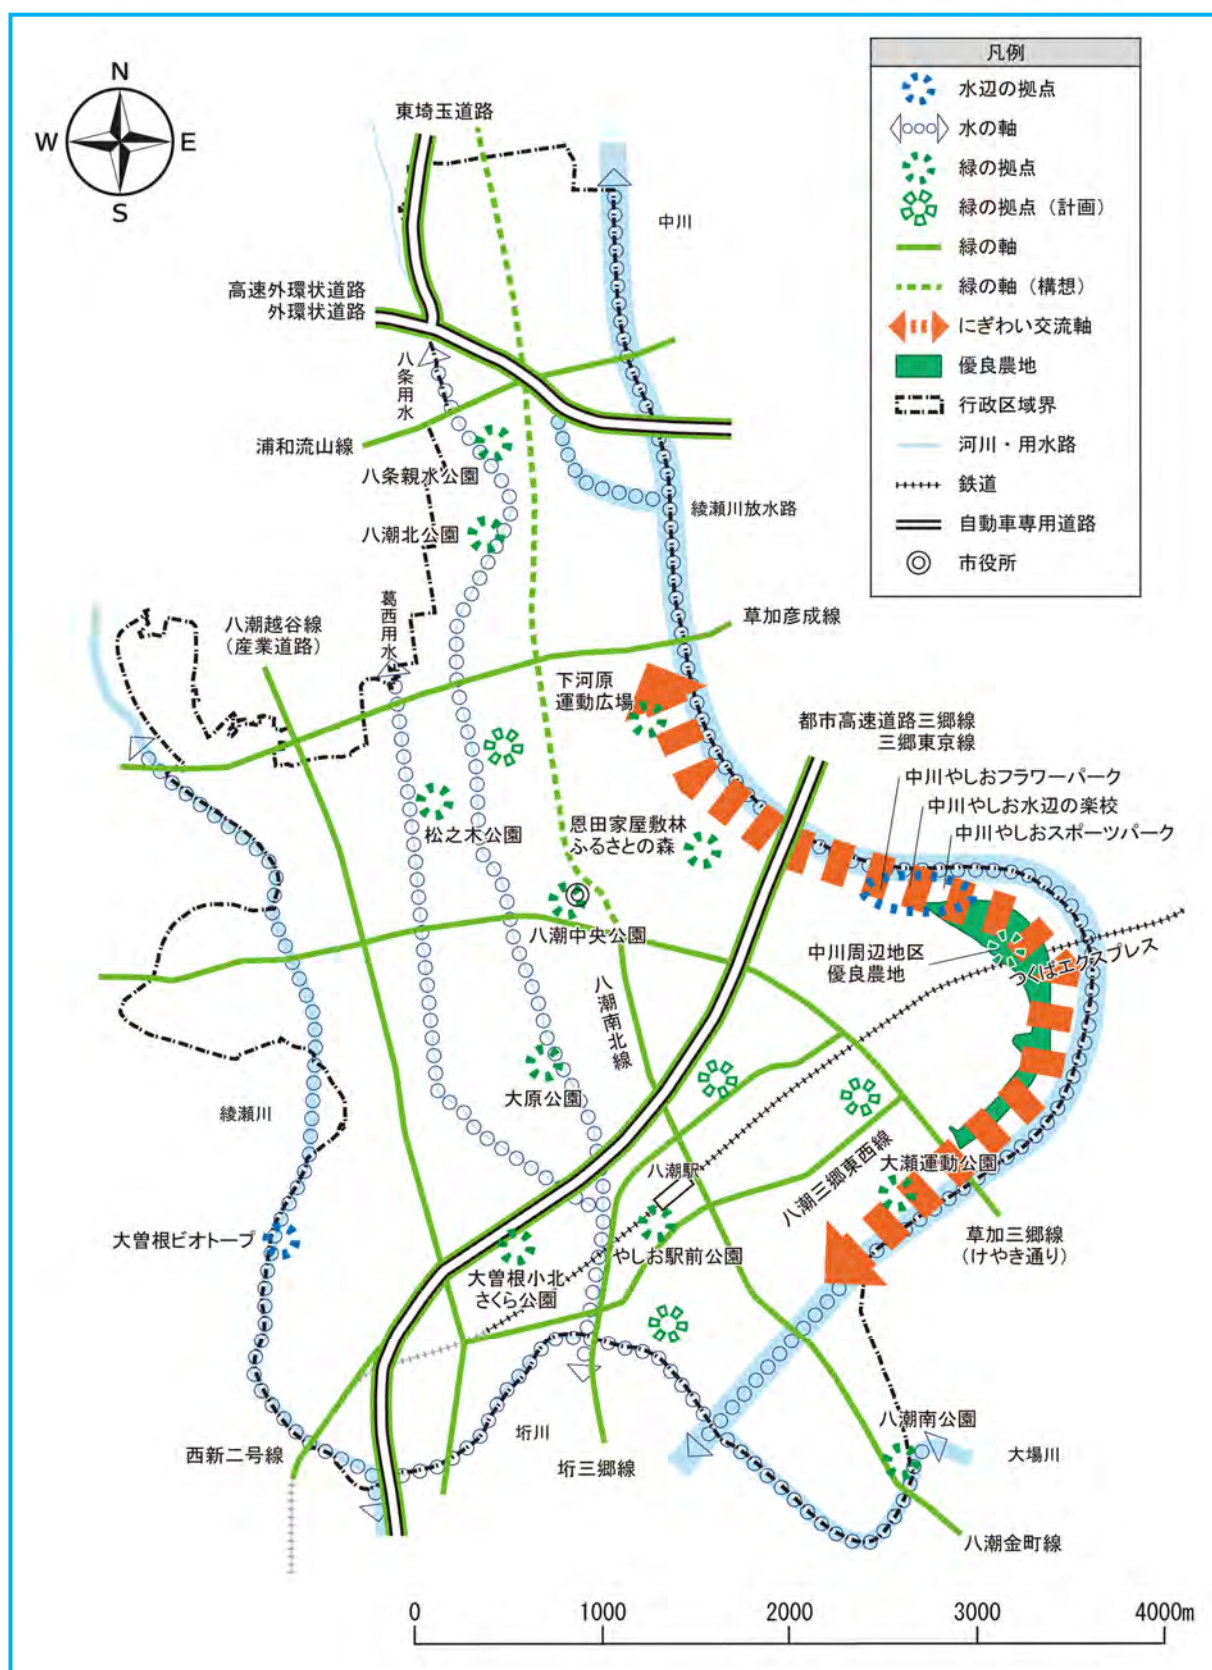 N
W
E
S
凡例
水辺の拠点
水の軸
緑の拠点
緑の拠点（計画）
緑の軸
緑の軸（構想）
にぎわい交流軸
優良農地
行政区域界
河川・用水路
鉄道
自動車専用道路
市役所
東埼玉道路
中川
高速外環状道路
外環状道路
八条用水
浦和流山線
八条親水公園
綾瀬川放水路
八潮北公園
葛西用水
八潮越谷線
（産業道路）
草加彦成線
下河原
運動広場
都市高速道路三郷線
三郷東京線
中川やしおフラワーパーク
中川やしお水辺の楽校
中川やしおスポーツパーク
松之木公園
恩田家屋敷林
ふるさとの森
八潮中央公園
中川周辺地区
優良農地
つくばエクスプレス
八潮南北線
大原公園
綾瀬川
八潮駅
八潮三郷東西線
大瀬運動公園
大曽根ビオトープ
草加三郷線
（けやき通り）
やしお駅前公園
大曽根小北
さくら公園
八潮南公園
大場川
西新二号線
垳川
垳三郷線
八潮金町線
0
1000
2000
3000
4000m